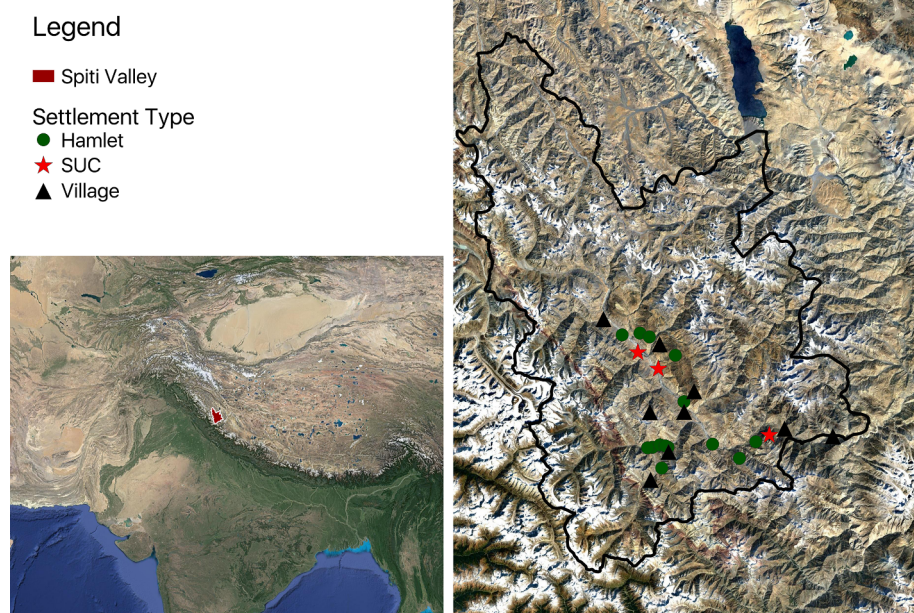 Legend
Spiti Valley
Settlement Type
Hamlet
SUC
Village